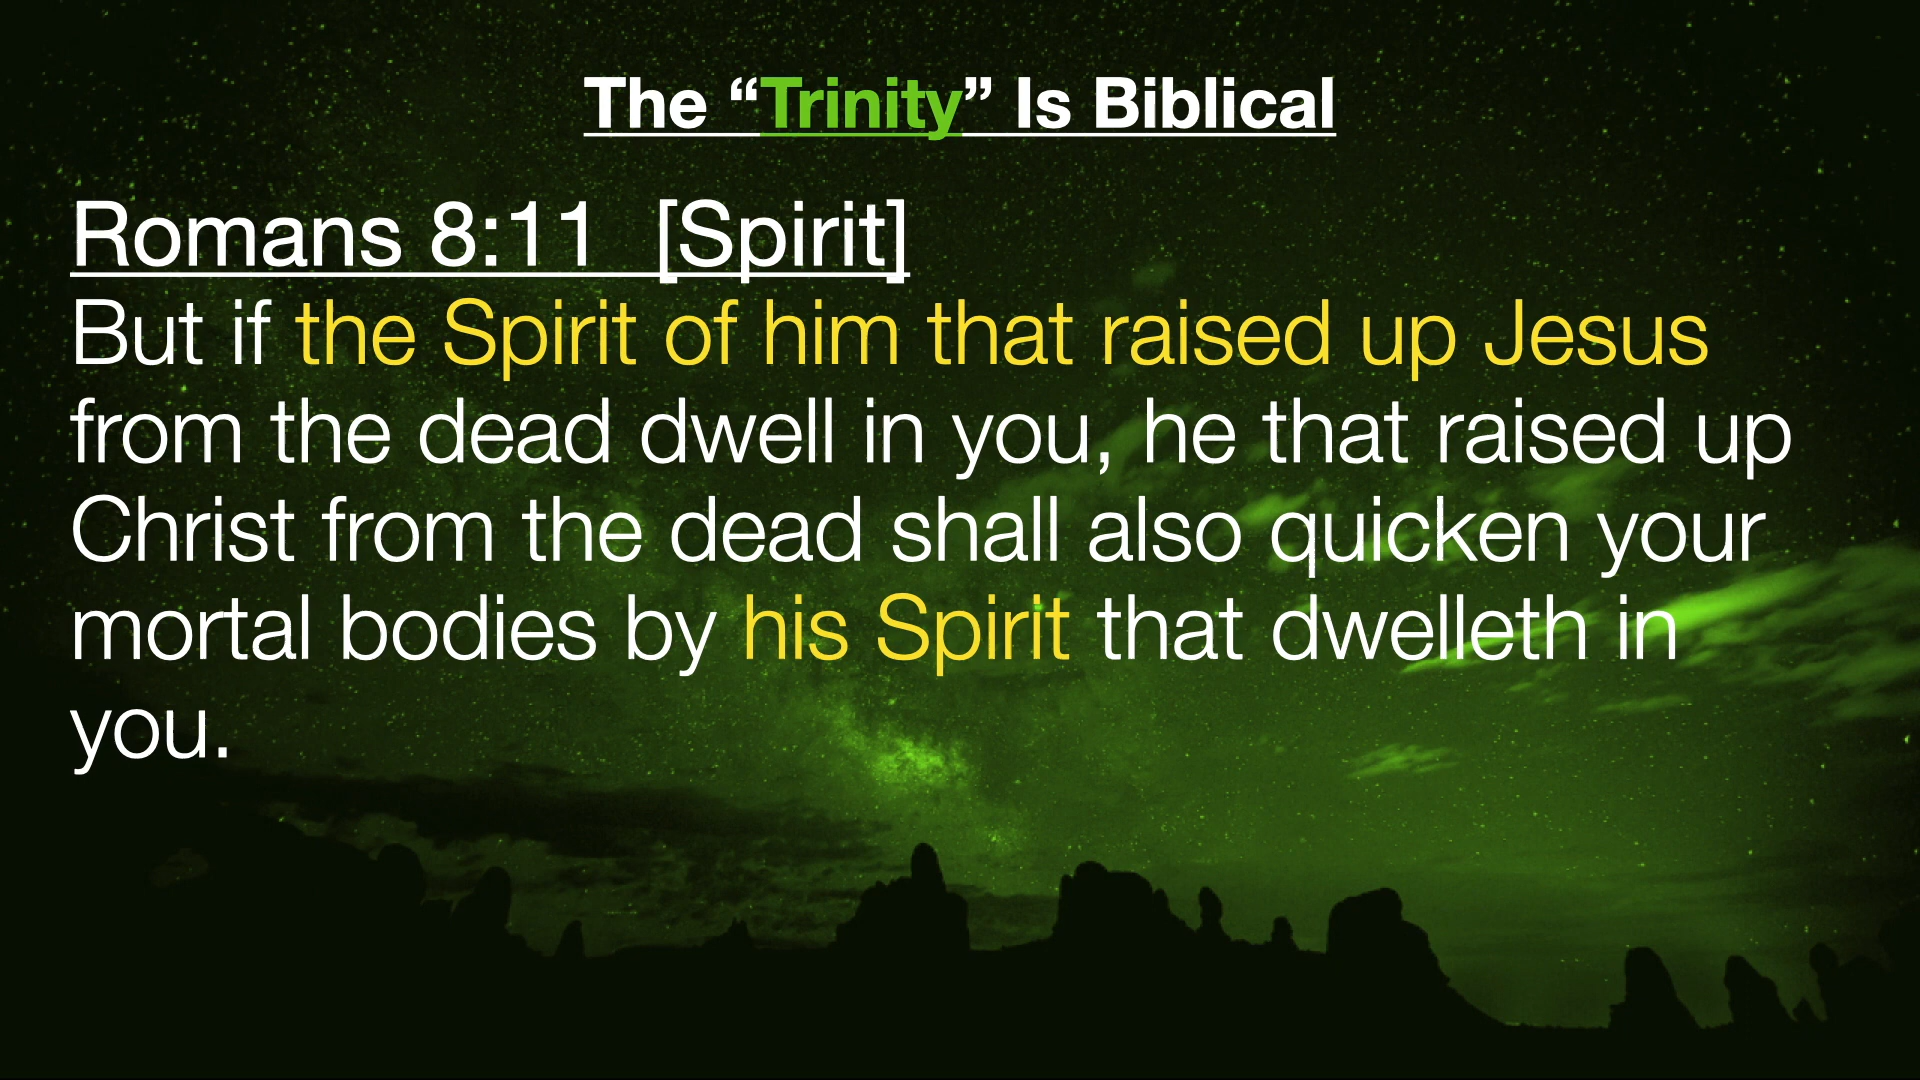 The “Trinity” Is Biblical
Romans 8:11  [Spirit]
But if the Spirit of him that raised up Jesus
from the dead dwell in you, he that raised up
Christ from the dead shall also quicken your
mortal bodies by his Spirit that dwelleth in
you.